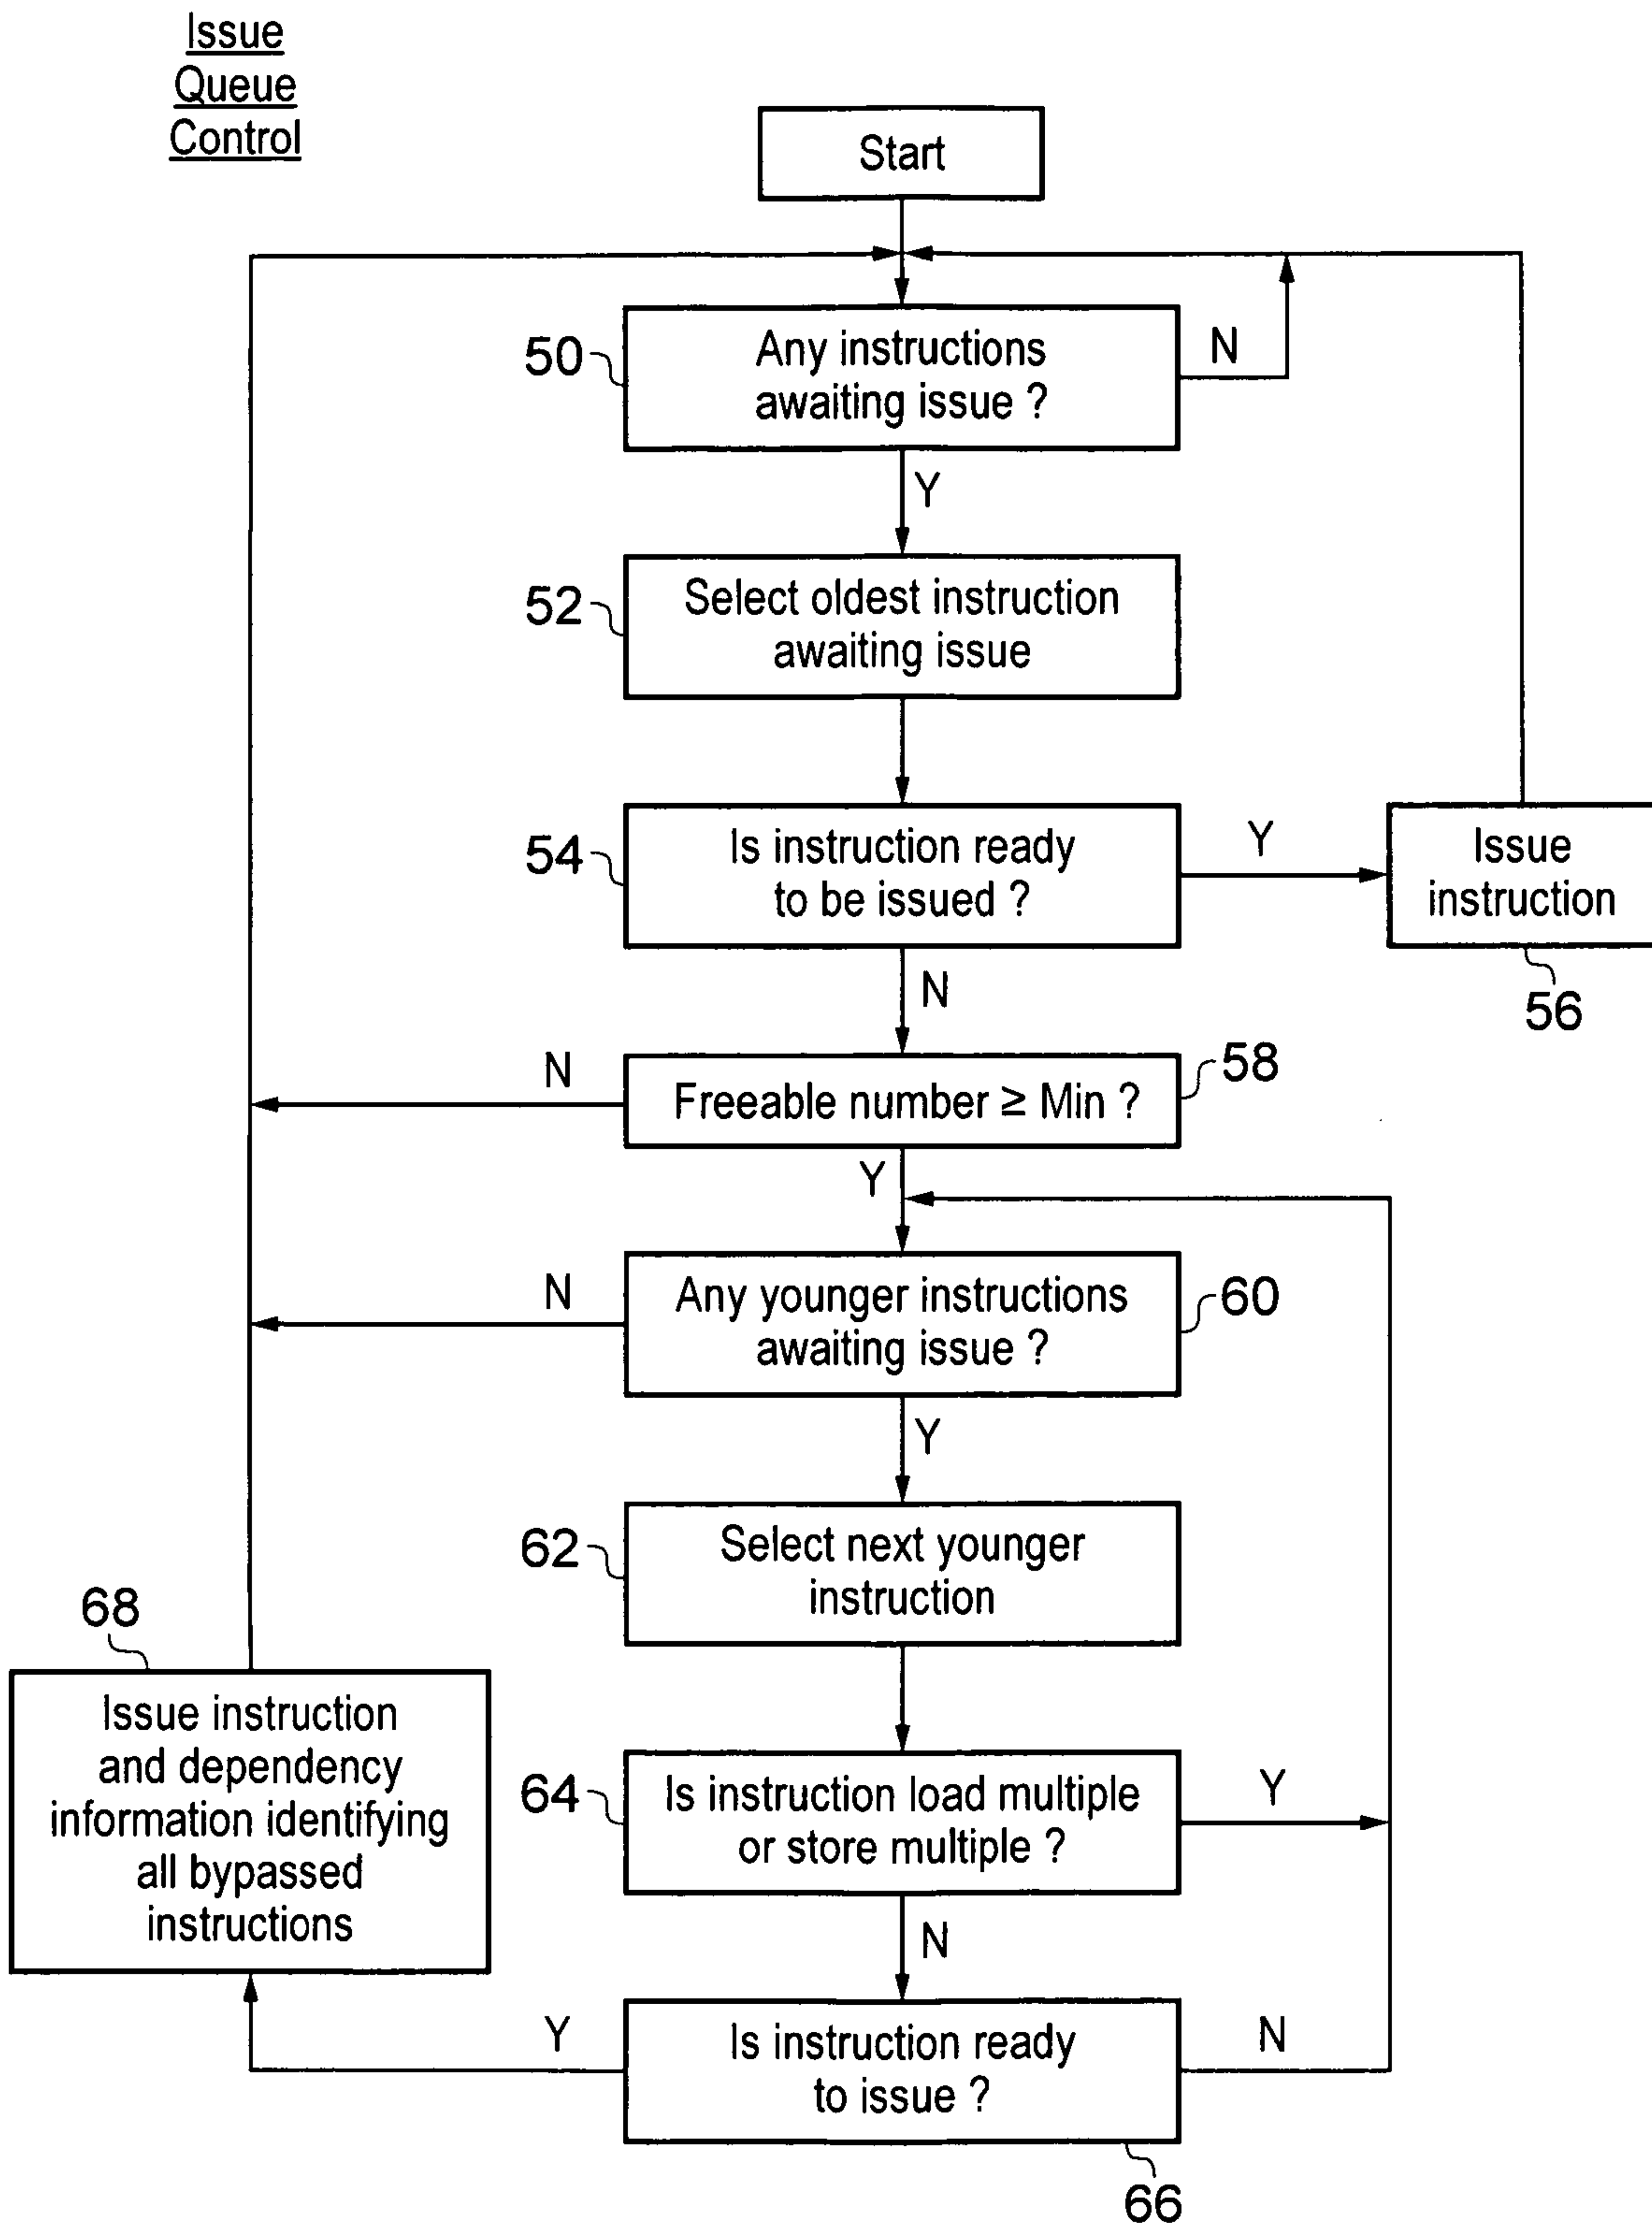 Issue
Queue
Control
Start
50
Any instructions
awaiting issue ?
N
Y
52
Select oldest instruction
awaiting issue
54
Is instruction ready
to be issued ?
Y
Issue
instruction
56
N
58
Freeable number ≥ Min ?
N
Y
60
Any younger instructions
awaiting issue ?
N
Y
62
Select next younger
instruction
68
Issue instruction
and dependency
information identifying
all bypassed
instructions
64
Is instruction load multiple
or store multiple ?
Y
N
Is instruction ready
to issue ?
Y
N
66